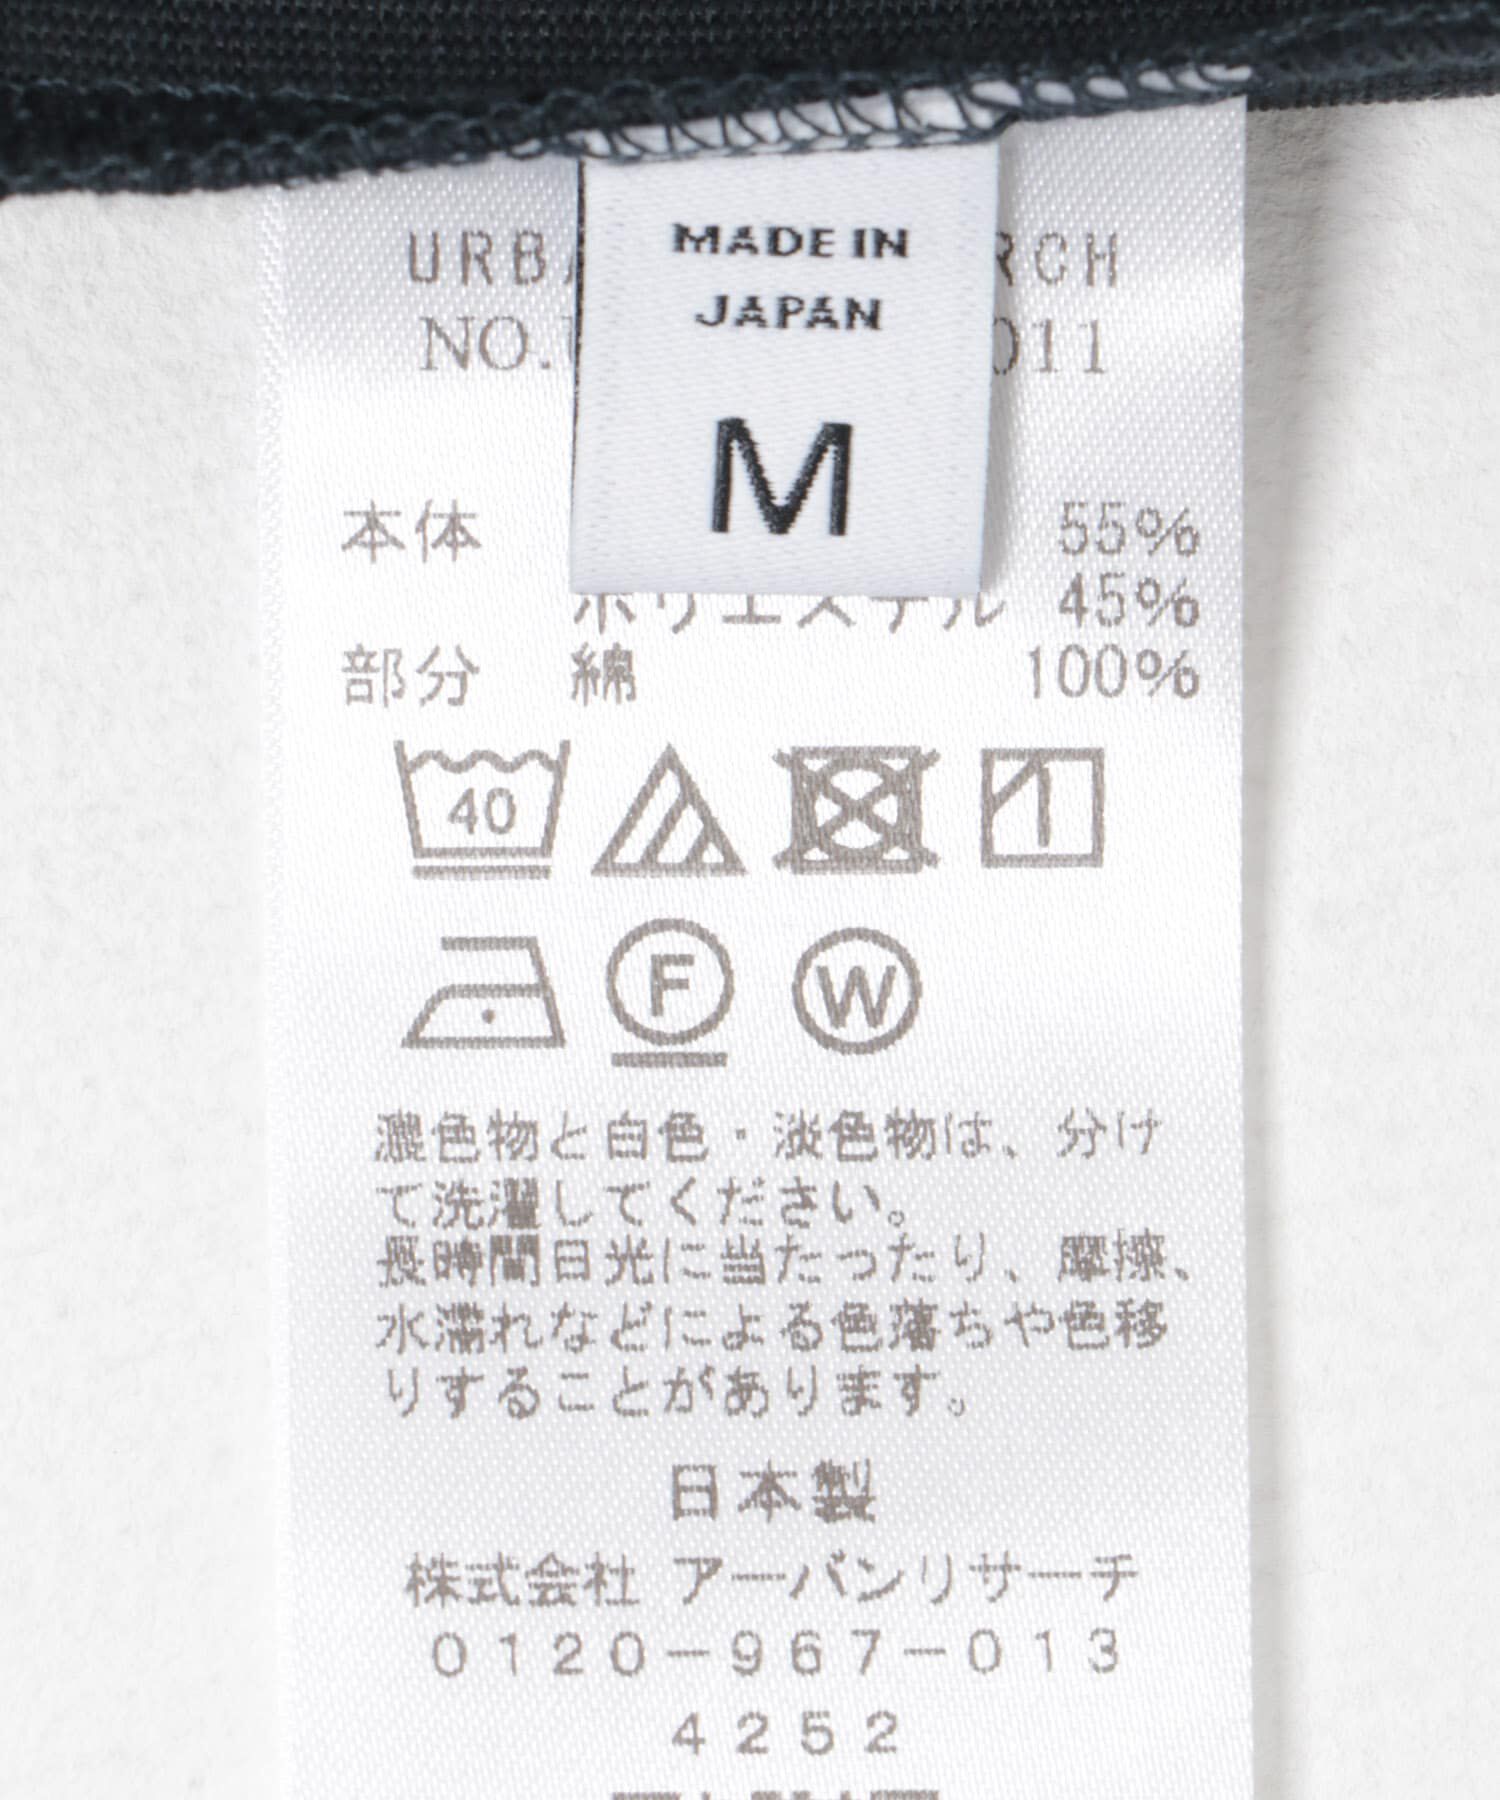 MADE IN
JAPAN
M
011
本体 55%
ポリエステル 45%
部分 綿 100%
40
F
W
濃色物と白色・淡色物は、分け
て洗濯してください。
長時間日光に当たったり、摩擦、
水濡れなどによる色落ちや色移
りすることがあります。
日本製
株式会社 アーバンリサーチ
0120-967-013
4252